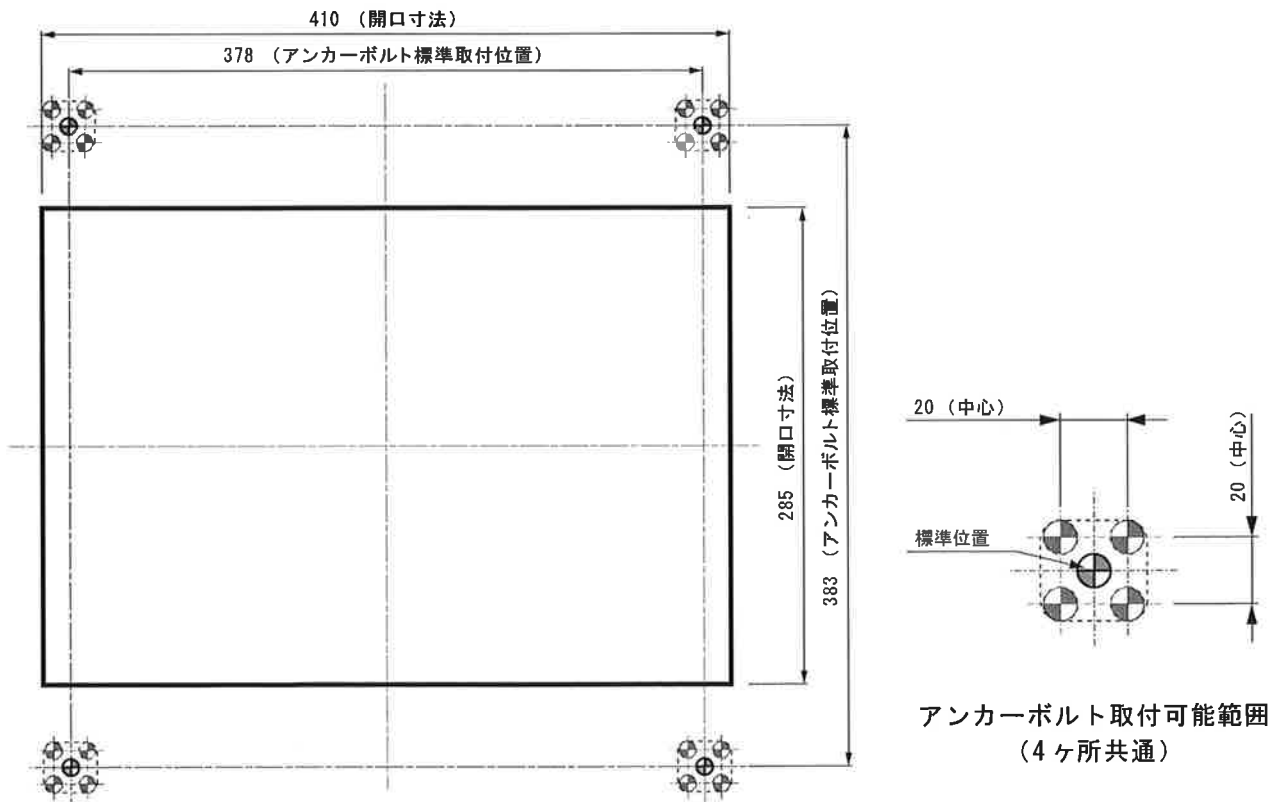 410 (開口寸法)
378 (アンカーボルト標準取付位置)
285 (開口寸法)
383 (アンカーボルト標準取付位置)
20 (中心)
20 (中心)
標準位置
アンカーボルト取付可能範囲
(4ヶ所共通)